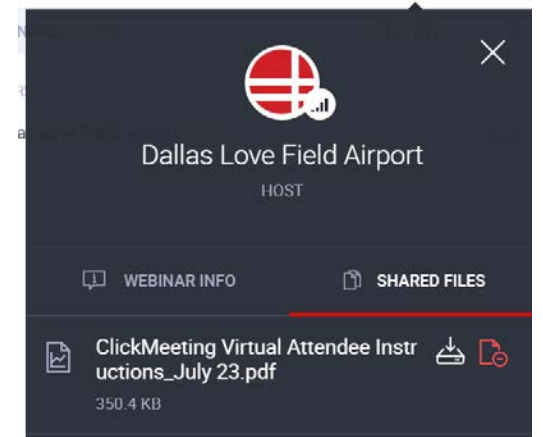 Dallas Love Field Airport
HOST
WEBINAR INFO
SHARED FILES
ClickMeeting Virtual Attendee Instr
uctions_July 23.pdf
350.4 KB